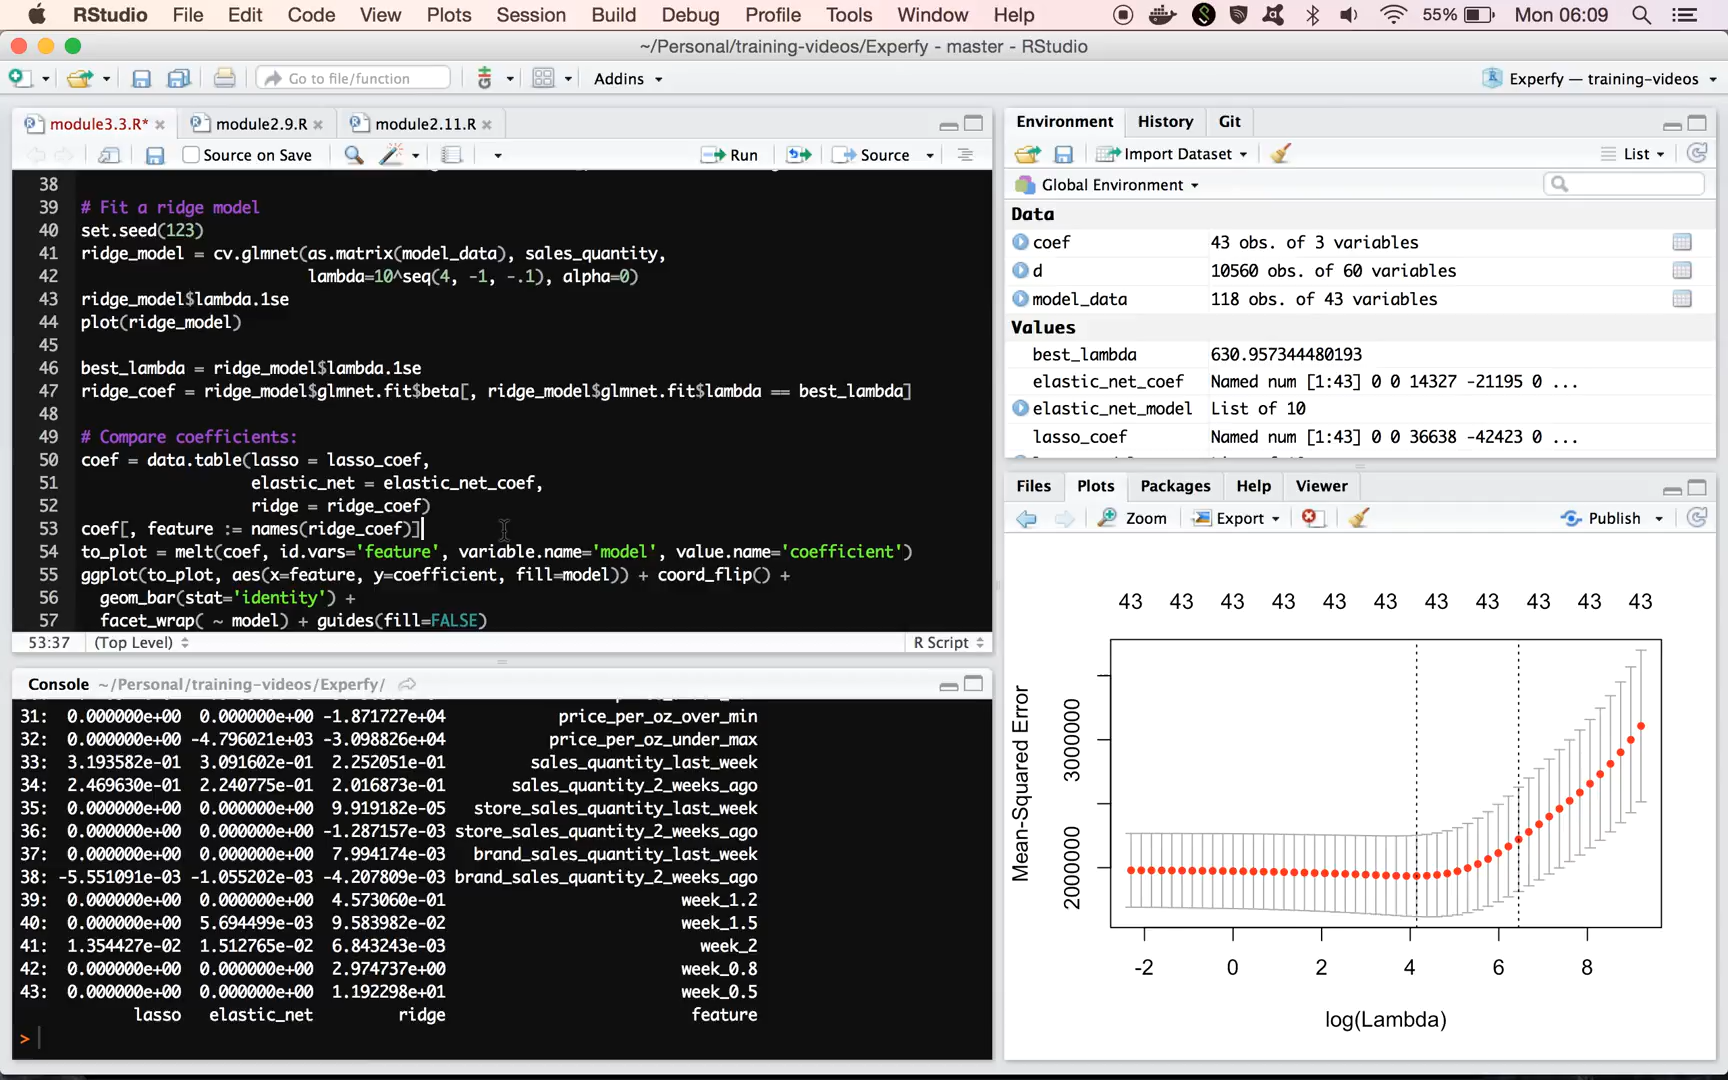 RStudio File Edit Code View Plots Session Build Debug Profile Tools Window Help 55% Mon 06:09
~/Personal/training-videos/Experfy - master - RStudio
Go to file/function Addins Experfy — training-videos
module3.3.R* module2.9.R module2.11.R
Source on Save Run Source
38
39 # Fit a ridge model
40 set.seed(123)
41 ridge_model = cv.glmnet(as.matrix(model_data), sales_quantity,
42 lambda=10^seq(4, -1, -.1), alpha=0)
43 ridge_model$lambda.1se
44 plot(ridge_model)
45
46 best_lambda = ridge_model$lambda.1se
47 ridge_coef = ridge_model$glmnet.fit$beta[, ridge_model$glmnet.fit$lambda == best_lambda]
48
49 # Compare coefficients:
50 coef = data.table(lasso = lasso_coef,
51 elastic_net = elastic_net_coef,
52 ridge = ridge_coef)
53 coef[, feature := names(ridge_coef)]
54 to_plot = melt(coef, id.vars='feature', variable.name='model', value.name='coefficient')
55 ggplot(to_plot, aes(x=feature, y=coefficient, fill=model)) + coord_flip() +
56 geom_bar(stat='identity') +
57 facet_wrap( ~ model) + guides(fill=FALSE)
53:37 (Top Level) R Script
Console ~/Personal/training-videos/Experfy/
31: 0.000000e+00 0.000000e+00 -1.871727e+04 price_per_oz_over_min
32: 0.000000e+00 -4.796021e+03 -3.098826e+04 price_per_oz_under_max
33: 3.193582e-01 3.091602e-01 2.252051e-01 sales_quantity_last_week
34: 2.469630e-01 2.240775e-01 2.016873e-01 sales_quantity_2_weeks_ago
35: 0.000000e+00 0.000000e+00 9.919182e-05 store_sales_quantity_last_week
36: 0.000000e+00 0.000000e+00 -1.287157e-03 store_sales_quantity_2_weeks_ago
37: 0.000000e+00 0.000000e+00 7.994174e-03 brand_sales_quantity_last_week
38: -5.551091e-03 -1.055202e-03 -4.207809e-03 brand_sales_quantity_2_weeks_ago
39: 0.000000e+00 0.000000e+00 4.573060e-01 week_1.2
40: 0.000000e+00 5.694499e-03 9.583982e-02 week_1.5
41: 1.354427e-02 1.512765e-02 6.843243e-03 week_2
42: 0.000000e+00 0.000000e+00 2.974737e+00 week_0.8
43: 0.000000e+00 0.000000e+00 1.192298e+01 week_0.5
lasso elastic_net ridge feature
>
Environment History Git
Import Dataset List
Global Environment
Data
coef 43 obs. of 3 variables
d 10560 obs. of 60 variables
model_data 118 obs. of 43 variables
Values
best_lambda 630.957344480193
elastic_net_coef Named num [1:43] 0 0 14327 -21195 0 ...
elastic_net_model List of 10
lasso_coef Named num [1:43] 0 0 36638 -42423 0 ...
Files Plots Packages Help Viewer
Zoom Export Publish
43 43 43 43 43 43 43 43 43 43 43
Mean-Squared Error
3000000
2000000
-2 0 2 4 6 8
log(Lambda)